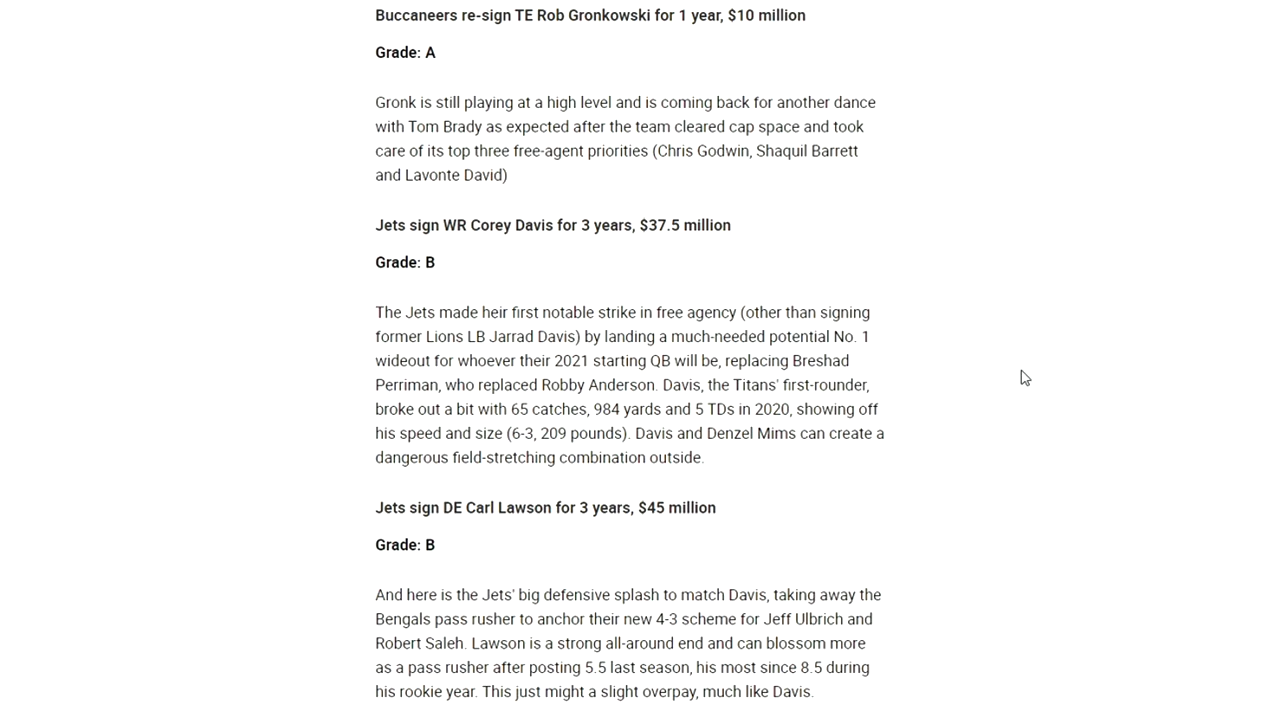 Buccaneers re-sign TE Rob Gronkowski for 1 year, $10 million
Grade: A
Gronk is still playing at a high level and is coming back for another dance
with Tom Brady as expected after the team cleared cap space and took
care of its top three free-agent priorities (Chris Godwin, Shaquil Barrett
and Lavonte David)
Jets sign WR Corey Davis for 3 years, $37.5 million
Grade: B
The Jets made heir first notable strike in free agency (other than signing
former Lions LB Jarrad Davis) by landing a much-needed potential No. 1
wideout for whoever their 2021 starting QB will be, replacing Breshad
Perriman, who replaced Robby Anderson. Davis, the Titans' first-rounder,
broke out a bit with 65 catches, 984 yards and 5 TDs in 2020, showing off
his speed and size (6-3, 209 pounds). Davis and Denzel Mims can create a
dangerous field-stretching combination outside.
Jets sign DE Carl Lawson for 3 years, $45 million
Grade: B
And here is the Jets' big defensive splash to match Davis, taking away the
Bengals pass rusher to anchor their new 4-3 scheme for Jeff Ulbrich and
Robert Saleh. Lawson is a strong all-around end and can blossom more
as a pass rusher after posting 5.5 last season, his most since 8.5 during
his rookie year. This just might a slight overpay, much like Davis.